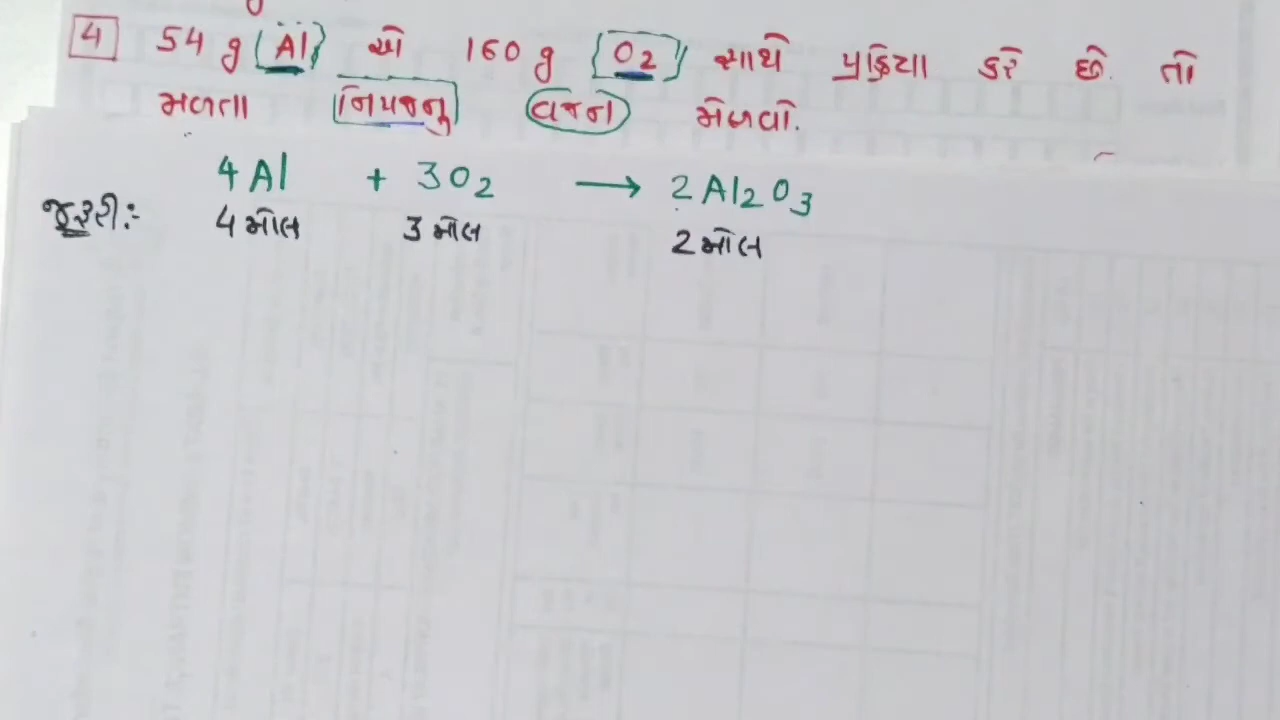 4 54 g Al એ 160 g O2 સાથે પ્રક્રિયા કરે છે. તો
મળતા નિપજનુ વજન મેળવો.
4Al + 3O2 → 2Al2O3
જરૂરી:- 4 મોલ 3 મોલ 2 મોલ